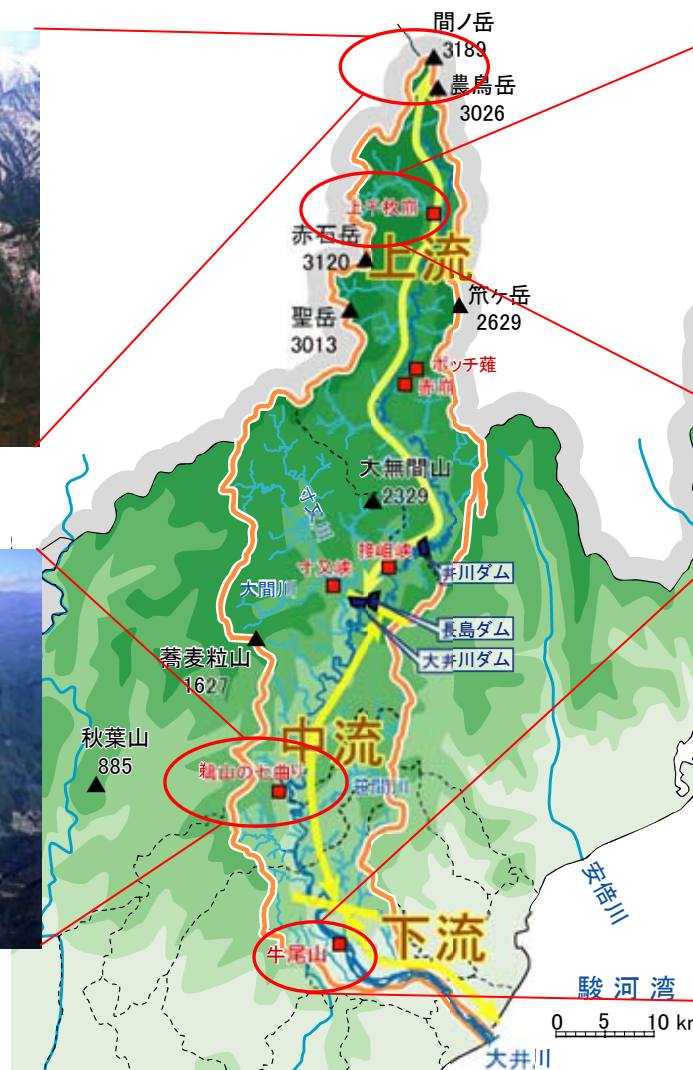 間ノ岳
3189
農鳥岳
3026
上千枚崩
赤石岳
3120
上流
笊ヶ岳
2629
聖岳
3013
ボッチ薙
赤崩
大無間山
2329
寸又川
接岨峡
寸又峡
井川ダム
大間川
長島ダム
大井川ダム
蕎麦粒山
1627
中流
秋葉山
885
鵜山の七曲り
笹間川
安倍川
下流
牛尾山
駿河湾
0 5 10 km
大井川